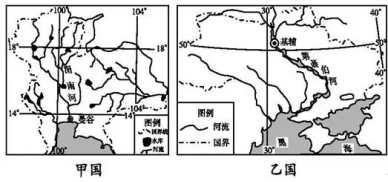 100° 104°
18° 18°
湄南河
14° 14°
曼谷
图例
国界线
水库
河流
100°
甲国
30° 40°
50° 50°
基辅
第聂伯河
图例
河流
国界
黑海
30°
乙国